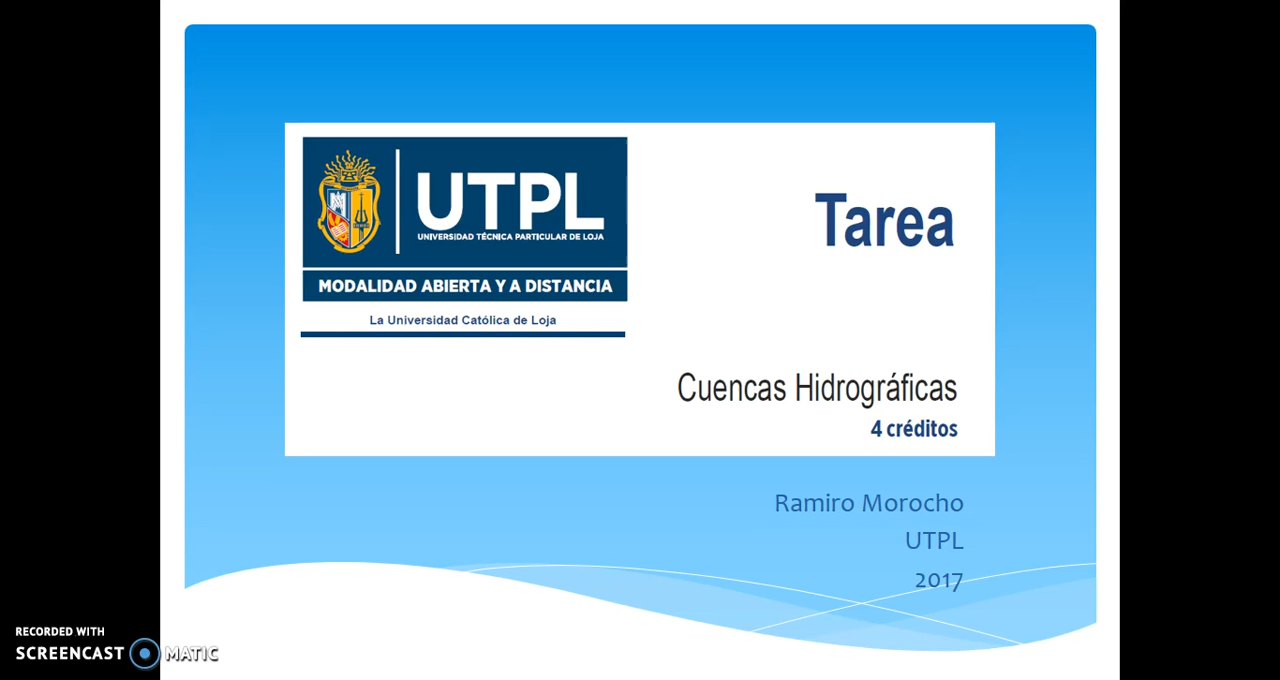 UTPL
UNIVERSIDAD TÉCNICA PARTICULAR DE LOJA
MODALIDAD ABIERTA Y A DISTANCIA
La Universidad Católica de Loja
Tarea
Cuencas Hidrográficas
4 créditos
Ramiro Morocho
UTPL
2017
RECORDED WITH
SCREENCAST MATIC